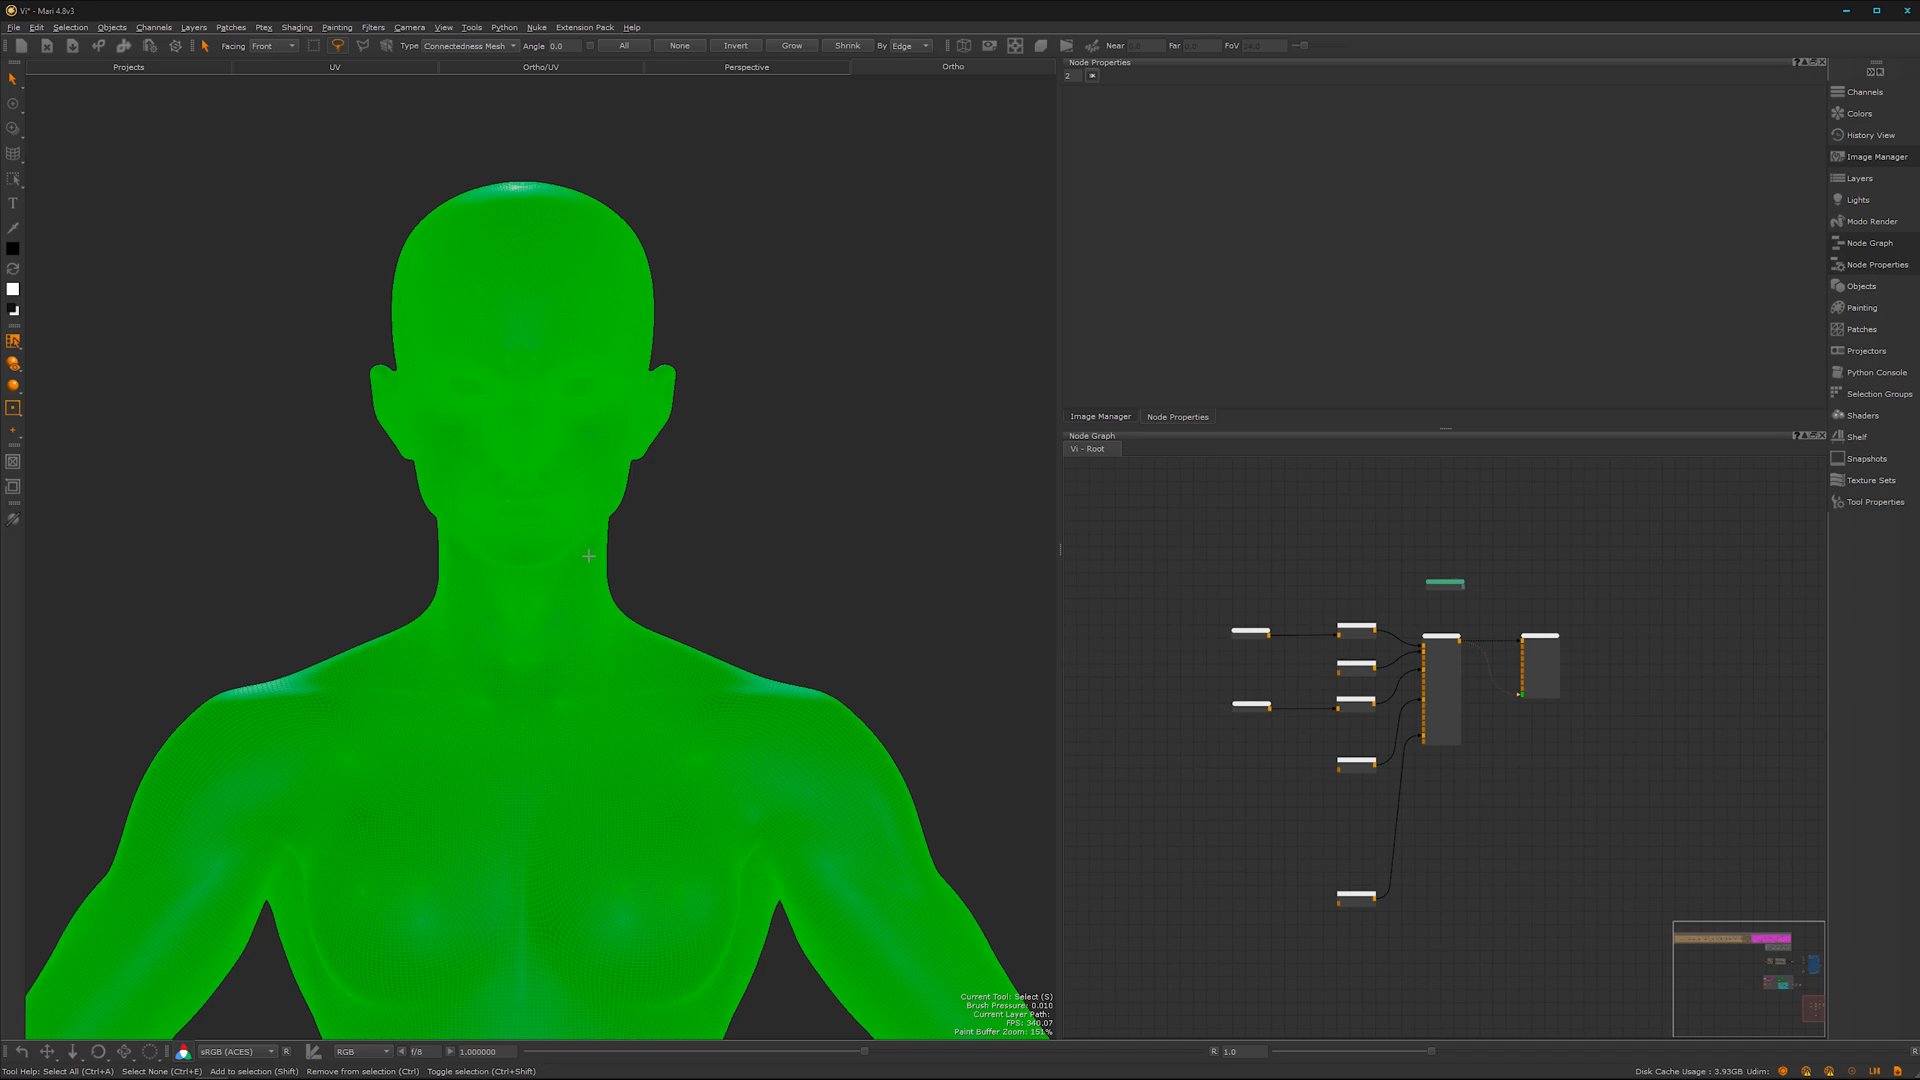 Vi* - Mari 4.8v3
File Edit Selection Objects Channels Layers Patches Ptex Shading Painting Filters Camera View Tools Python Nuke Extension Pack Help
Facing Front Type Connectedness Mesh Angle 0.0 All None Invert Grow Shrink By Edge Near 0.0 Far 0.0 FoV 24.0
Projects UV Ortho/UV Perspective Ortho
Node Properties
2
Channels
Colors
History View
Image Manager
Layers
Lights
Modo Render
Node Graph
Node Properties
Objects
Painting
Patches
Projectors
Python Console
Selection Groups
Shaders
Shelf
Snapshots
Texture Sets
Tool Properties
Image Manager Node Properties
Node Graph
Vi - Root
Current Tool: Select (S)
Brush Pressure: 0.010
Current Layer Path:
FPS: 340.07
Paint Buffer Zoom: 151%
sRGB (ACES) R RGB f/8 1.000000 R 1.0 R
Tool Help: Select All (Ctrl+A) Select None (Ctrl+E) Add to selection (Shift) Remove from selection (Ctrl) Toggle selection (Ctrl+Shift)
Disk Cache Usage : 3.93GB Udim: